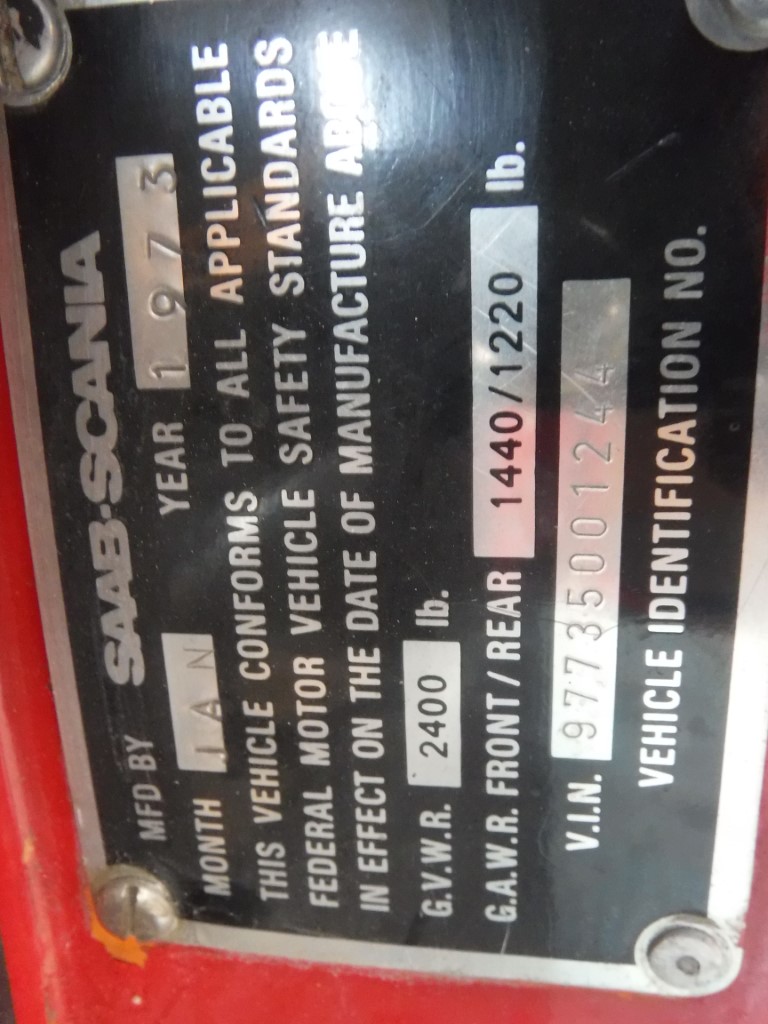 MFD BY SAAB-SCANIA
MONTH JAN YEAR 1973
THIS VEHICLE CONFORMS TO ALL APPLICABLE
FEDERAL MOTOR VEHICLE SAFETY STANDARDS
IN EFFECT ON THE DATE OF MANUFACTURE ABOVE
G.V.W.R. 2400 lb.
G.A.W.R. FRONT / REAR 1440/1220 lb.
V.I.N. 97735001244
VEHICLE IDENTIFICATION NO.